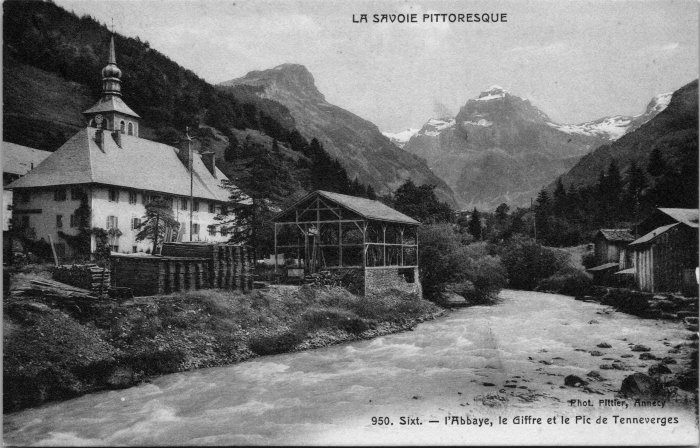 LA SAVOIE PITTORESQUE
Phot. Pittier, Annecy
950. Sixt. — l'Abbaye, le Giffre et le Pic de Tenneverges